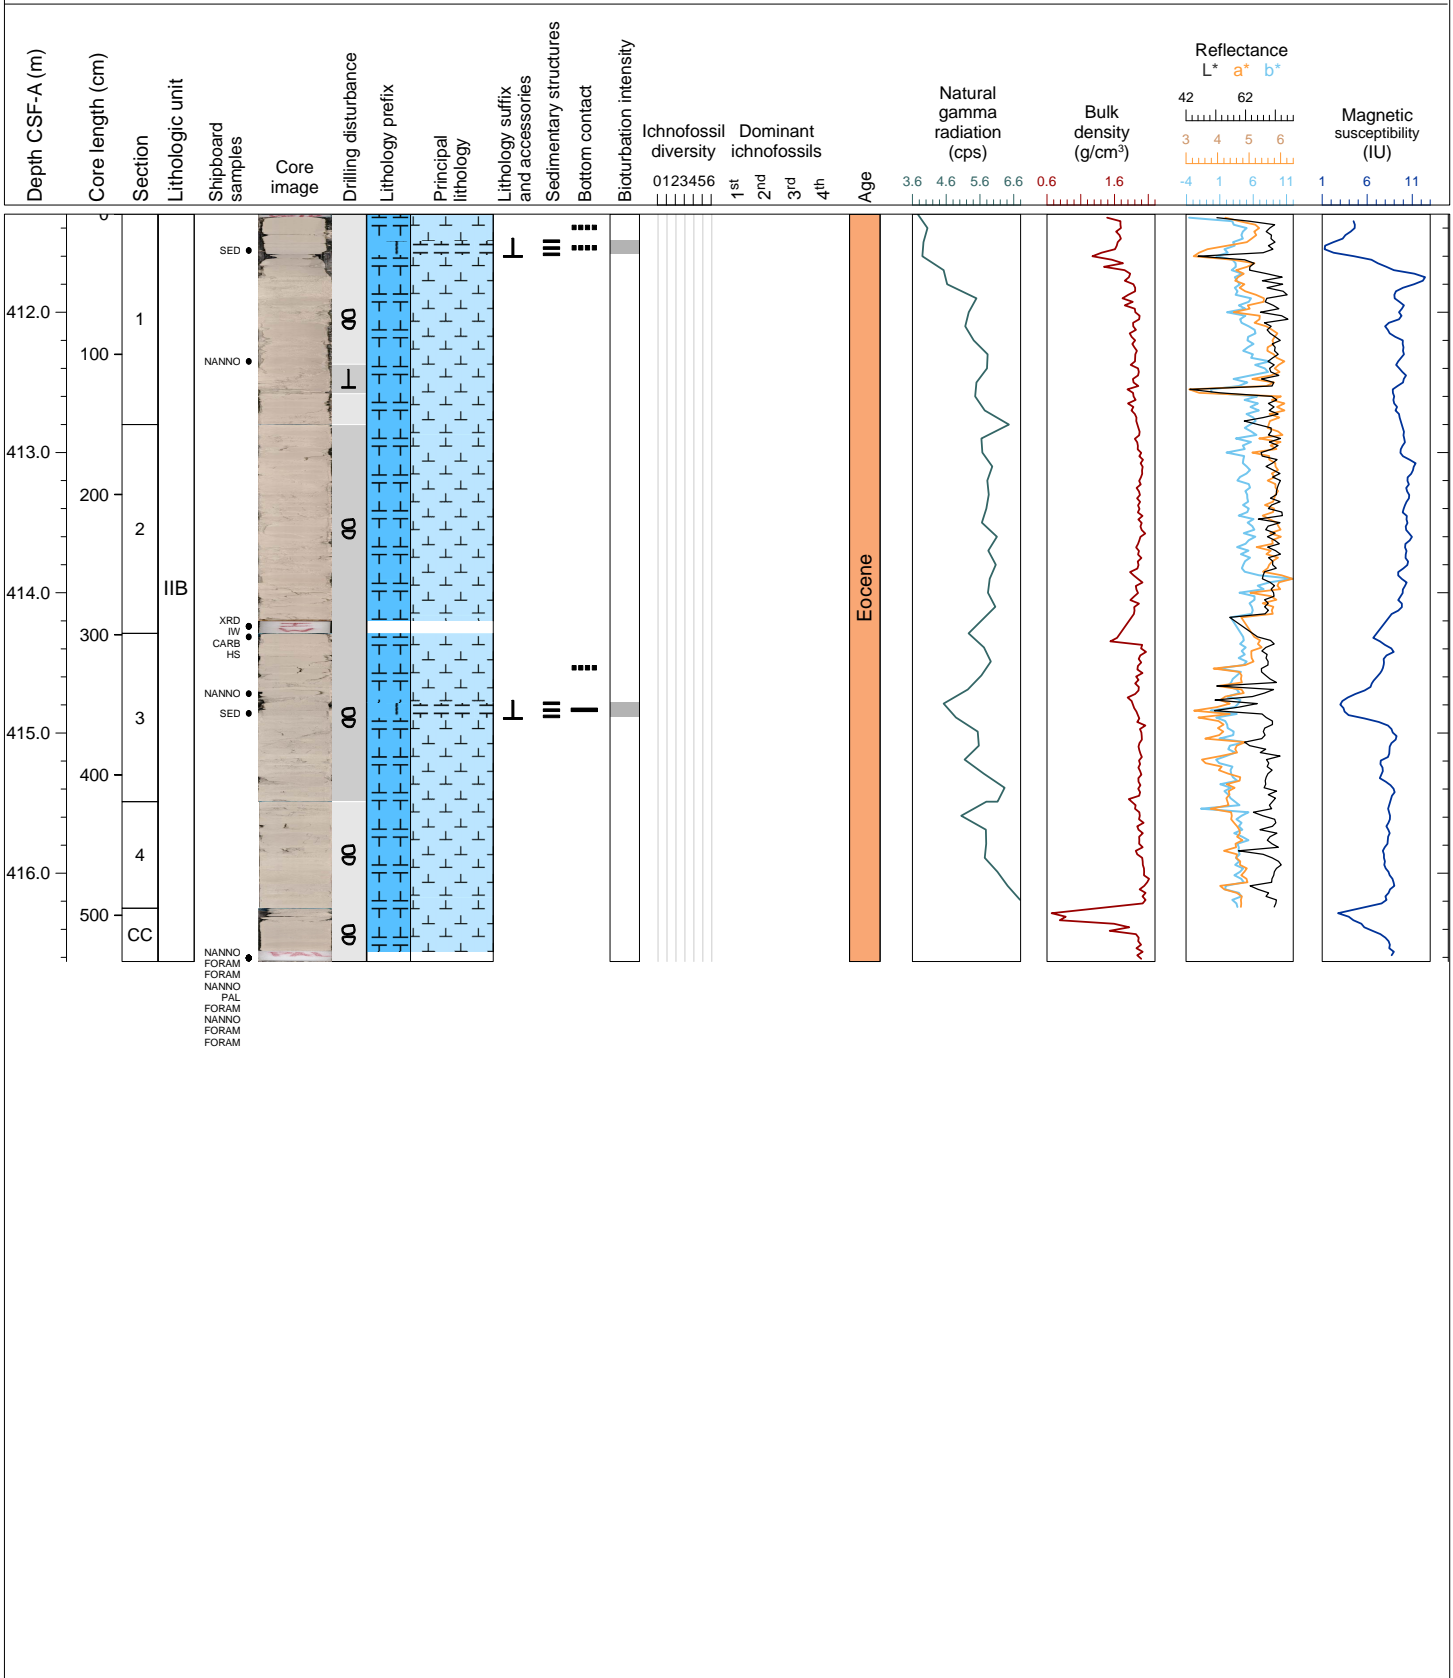 Depth CSF-A (m)
Core length (cm)
Section
Lithologic unit
Shipboard
samples
Core
image
Drilling disturbance
Lithology prefix
Principal
lithology
Lithology suffix
and accessories
Sedimentary structures
Bottom contact
Bioturbation intensity
Ichnofossil
diversity
0123456
Dominant
ichnofossils
1st
2nd
3rd
4th
Age
Natural
gamma
radiation
(cps)
3.6 4.6 5.6 6.6
Bulk
density
(g/cm³)
0.6 1.6
Reflectance
L* a* b*
42 62
3 4 5 6
-4 1 6 11
Magnetic
susceptibility
(IU)
1 6 11
412.0
413.0
414.0
415.0
416.0
0
100
200
300
400
500
1
2
3
4
CC
IIB
SED
NANNO
XRD
IW
CARB
HS
NANNO
SED
NANNO
FORAM
FORAM
NANNO
PAL
FORAM
NANNO
FORAM
FORAM
Eocene